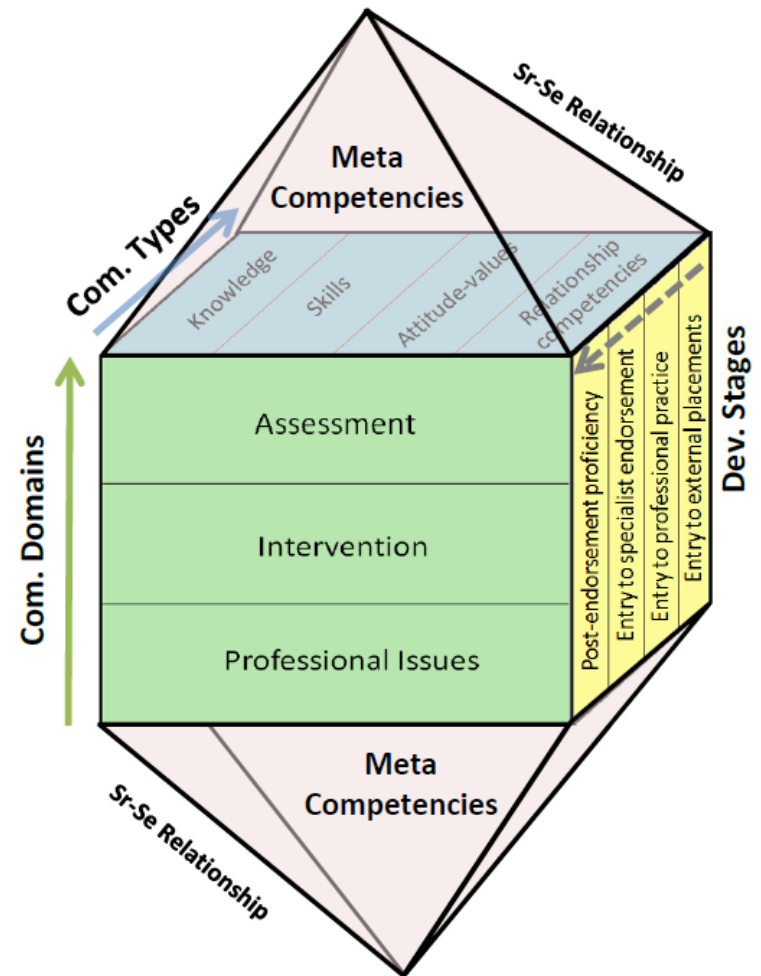 Sr-Se Relationship
Meta
Competencies
Com. Types
Knowledge
Skills
Attitude-values
Relationship
competencies
Com. Domains
Assessment
Intervention
Professional Issues
Post-endorsement proficiency
Entry to specialist endorsement
Entry to professional practice
Entry to external placements
Dev. Stages
Meta
Competencies
Sr-Se Relationship